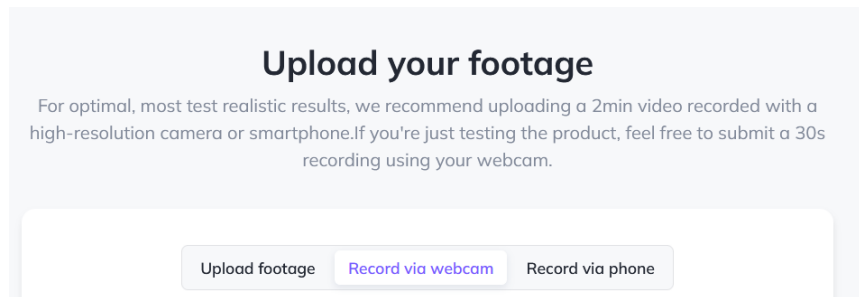 Upload your footage
For optimal, most test realistic results, we recommend uploading a 2min video recorded with a
high-resolution camera or smartphone.If you're just testing the product, feel free to submit a 30s
recording using your webcam.
Upload footage Record via webcam Record via phone